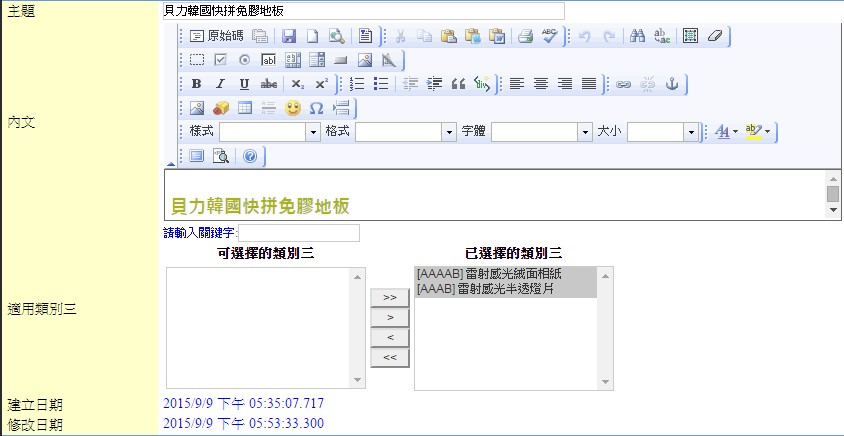 主題
貝力韓國快拼免膠地板
原始碼
內文
B I U abc X₂ X²
樣式 格式 字體 大小
貝力韓國快拼免膠地板
請輸入關鍵字:
可選擇的類別三 已選擇的類別三
適用類別三
[AAAAB] 雷射感光絨面相紙
[AAAB] 雷射感光半透燈片
>>
>
<
<<
建立日期 2015/9/9 下午 05:35:07.717
修改日期 2015/9/9 下午 05:53:33.300